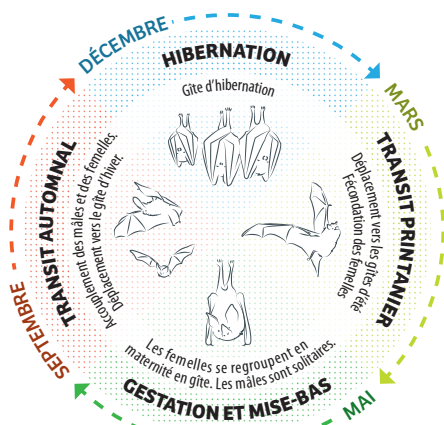 DÉCEMBRE
HIBERNATION
Gîte d'hibernation
MARS
TRANSIT PRINTANIER
Déplacement vers les gîtes d'été
Fécondation des femelles
MAI
GESTATION ET MISE-BAS
Les femelles se regroupent en
maternité en gîte. Les mâles sont solitaires.
SEPTEMBRE
TRANSIT AUTOMNAL
Accouplement des mâles et des femelles.
Déplacement vers le gîte d'hiver.